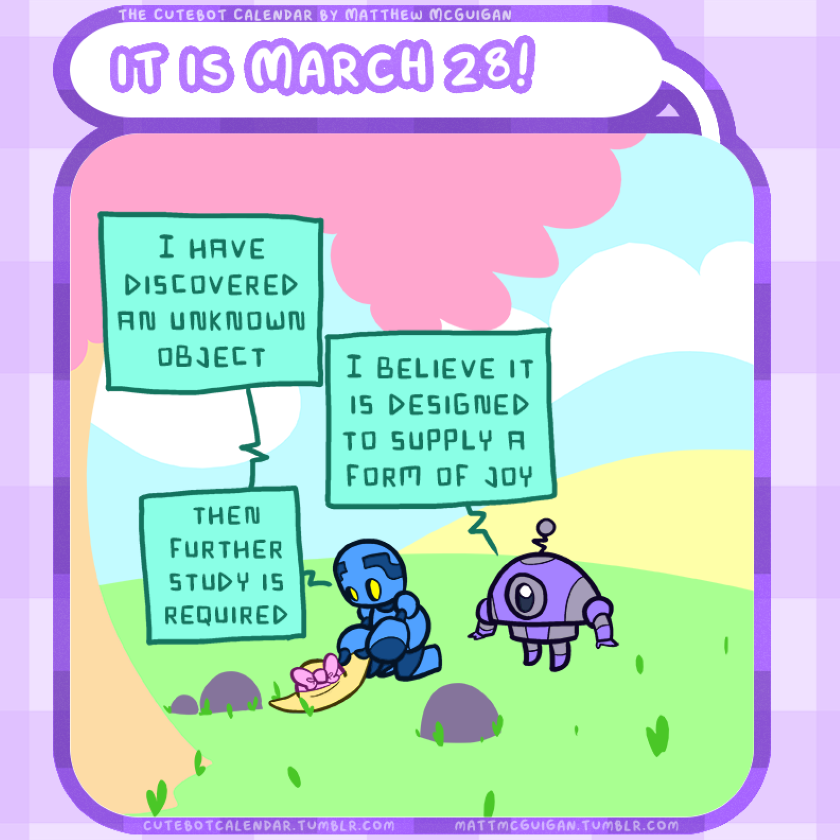 THE CUTEBOT CALENDAR BY MATTHEW MCGUIGAN
IT IS MARCH 28!
I HAVE
DISCOVERED
AN UNKNOWN
OBJECT
I BELIEVE IT
IS DESIGNED
TO SUPPLY A
FORM OF JOY
THEN
FURTHER
STUDY IS
REQUIRED
CUTEBOTCALENDAR.TUMBLR.COM
MATTMCGUIGAN.TUMBLR.COM